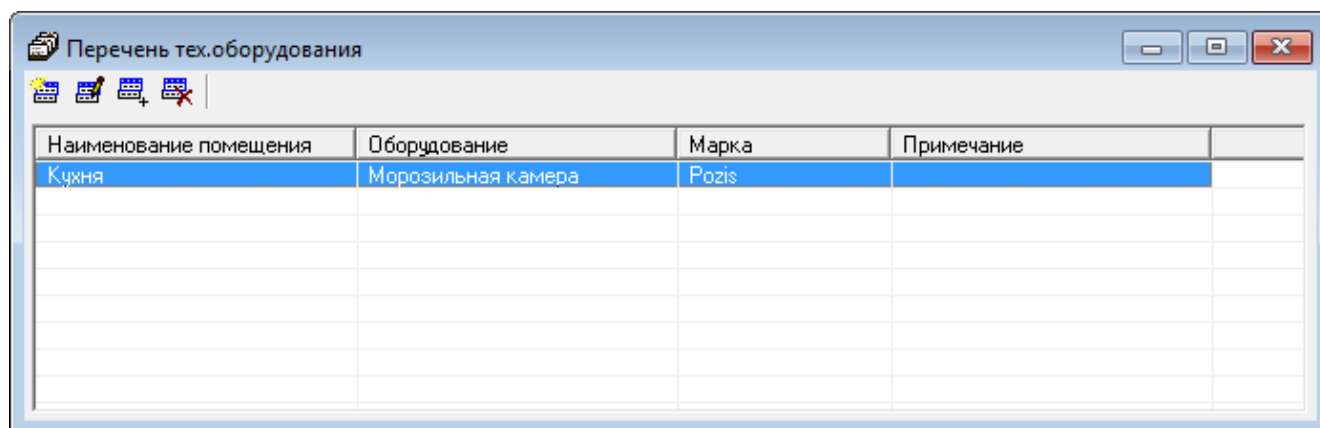 Перечень тех.оборудования
Наименование помещения Оборудование Марка Примечание
Кухня Морозильная камера Pozis